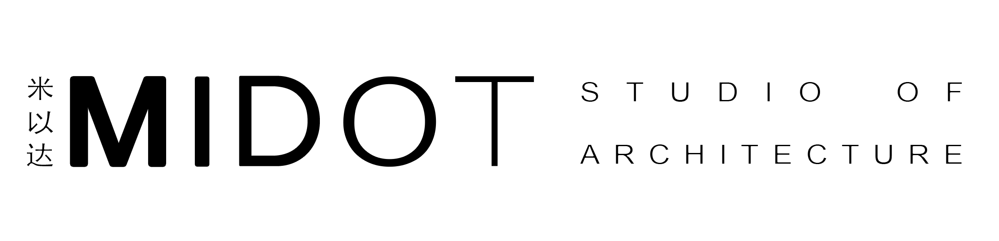 米以达
MIDOT
STUDIO OF
ARCHITECTURE